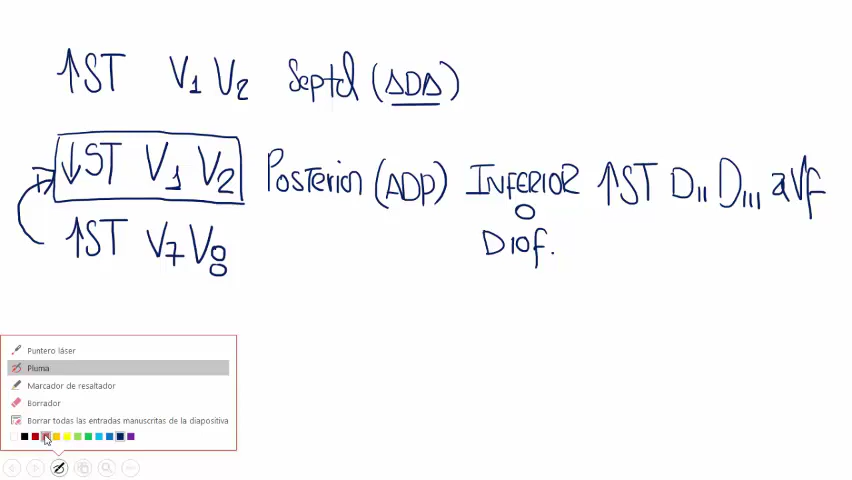 ↑ST V1 V2 Septal (ADA)
↓ST V1 V2 Posterior (ADP) INFERIOR ↑ST DII DIII aVf
↑ST V7 V8 O
DIOF.
Puntero láser
Pluma
Marcador de resaltador
Borrador
Borrar todas las entradas manuscritas de la diapositiva